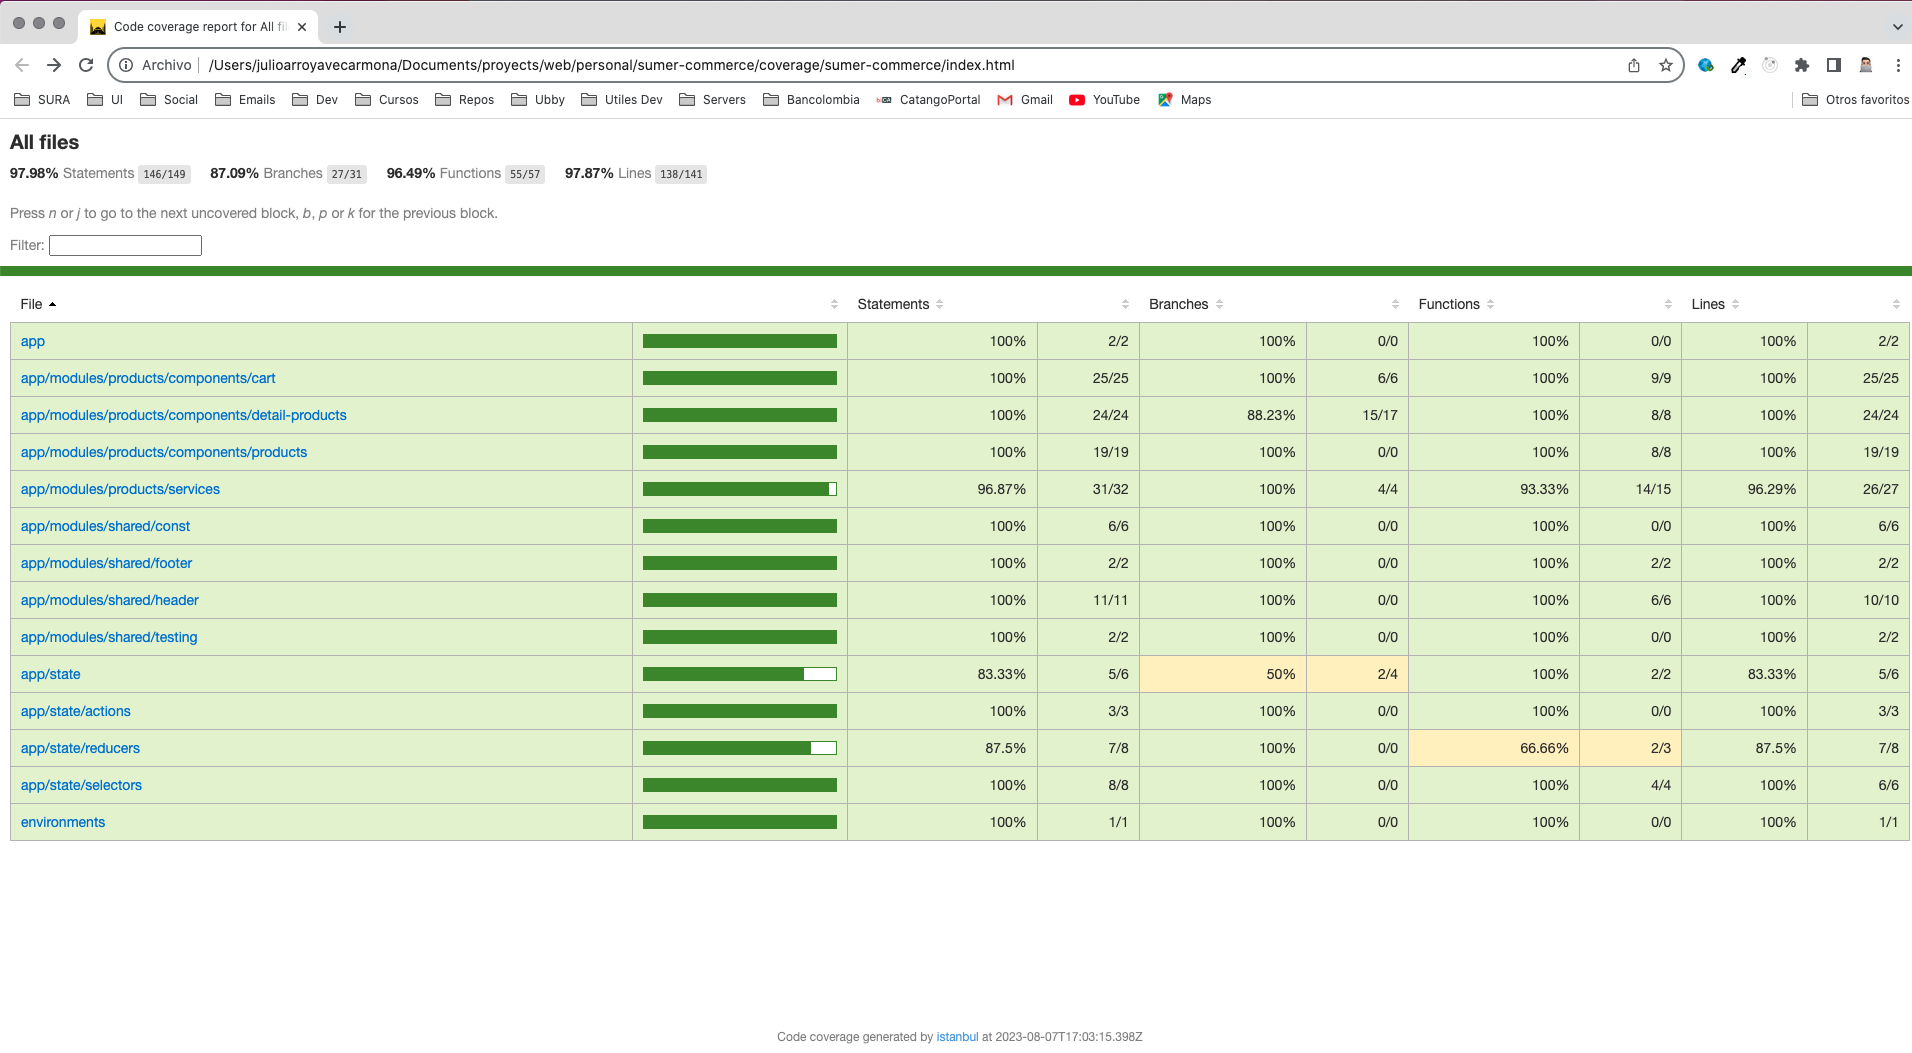 Code coverage report for All fil
Archivo /Users/julioarroyavecarmona/Documents/proyects/web/personal/sumer-commerce/coverage/sumer-commerce/index.html
SURA UI Social Emails Dev Cursos Repos Ubby Utiles Dev Servers Bancolombia CatangoPortal Gmail YouTube Maps Otros favoritos
All files
97.98% Statements 146/149 87.09% Branches 27/31 96.49% Functions 55/57 97.87% Lines 138/141
Press n or j to go to the next uncovered block, b, p or k for the previous block.
Filter:
File Statements Branches Functions Lines
app 100% 2/2 100% 0/0 100% 0/0 100% 2/2
app/modules/products/components/cart 100% 25/25 100% 6/6 100% 9/9 100% 25/25
app/modules/products/components/detail-products 100% 24/24 88.23% 15/17 100% 8/8 100% 24/24
app/modules/products/components/products 100% 19/19 100% 0/0 100% 8/8 100% 19/19
app/modules/products/services 96.87% 31/32 100% 4/4 93.33% 14/15 96.29% 26/27
app/modules/shared/const 100% 6/6 100% 0/0 100% 0/0 100% 6/6
app/modules/shared/footer 100% 2/2 100% 0/0 100% 2/2 100% 2/2
app/modules/shared/header 100% 11/11 100% 0/0 100% 6/6 100% 10/10
app/modules/shared/testing 100% 2/2 100% 0/0 100% 0/0 100% 2/2
app/state 83.33% 5/6 50% 2/4 100% 2/2 83.33% 5/6
app/state/actions 100% 3/3 100% 0/0 100% 0/0 100% 3/3
app/state/reducers 87.5% 7/8 100% 0/0 66.66% 2/3 87.5% 7/8
app/state/selectors 100% 8/8 100% 0/0 100% 4/4 100% 6/6
environments 100% 1/1 100% 0/0 100% 0/0 100% 1/1
Code coverage generated by istanbul at 2023-08-07T17:03:15.398Z